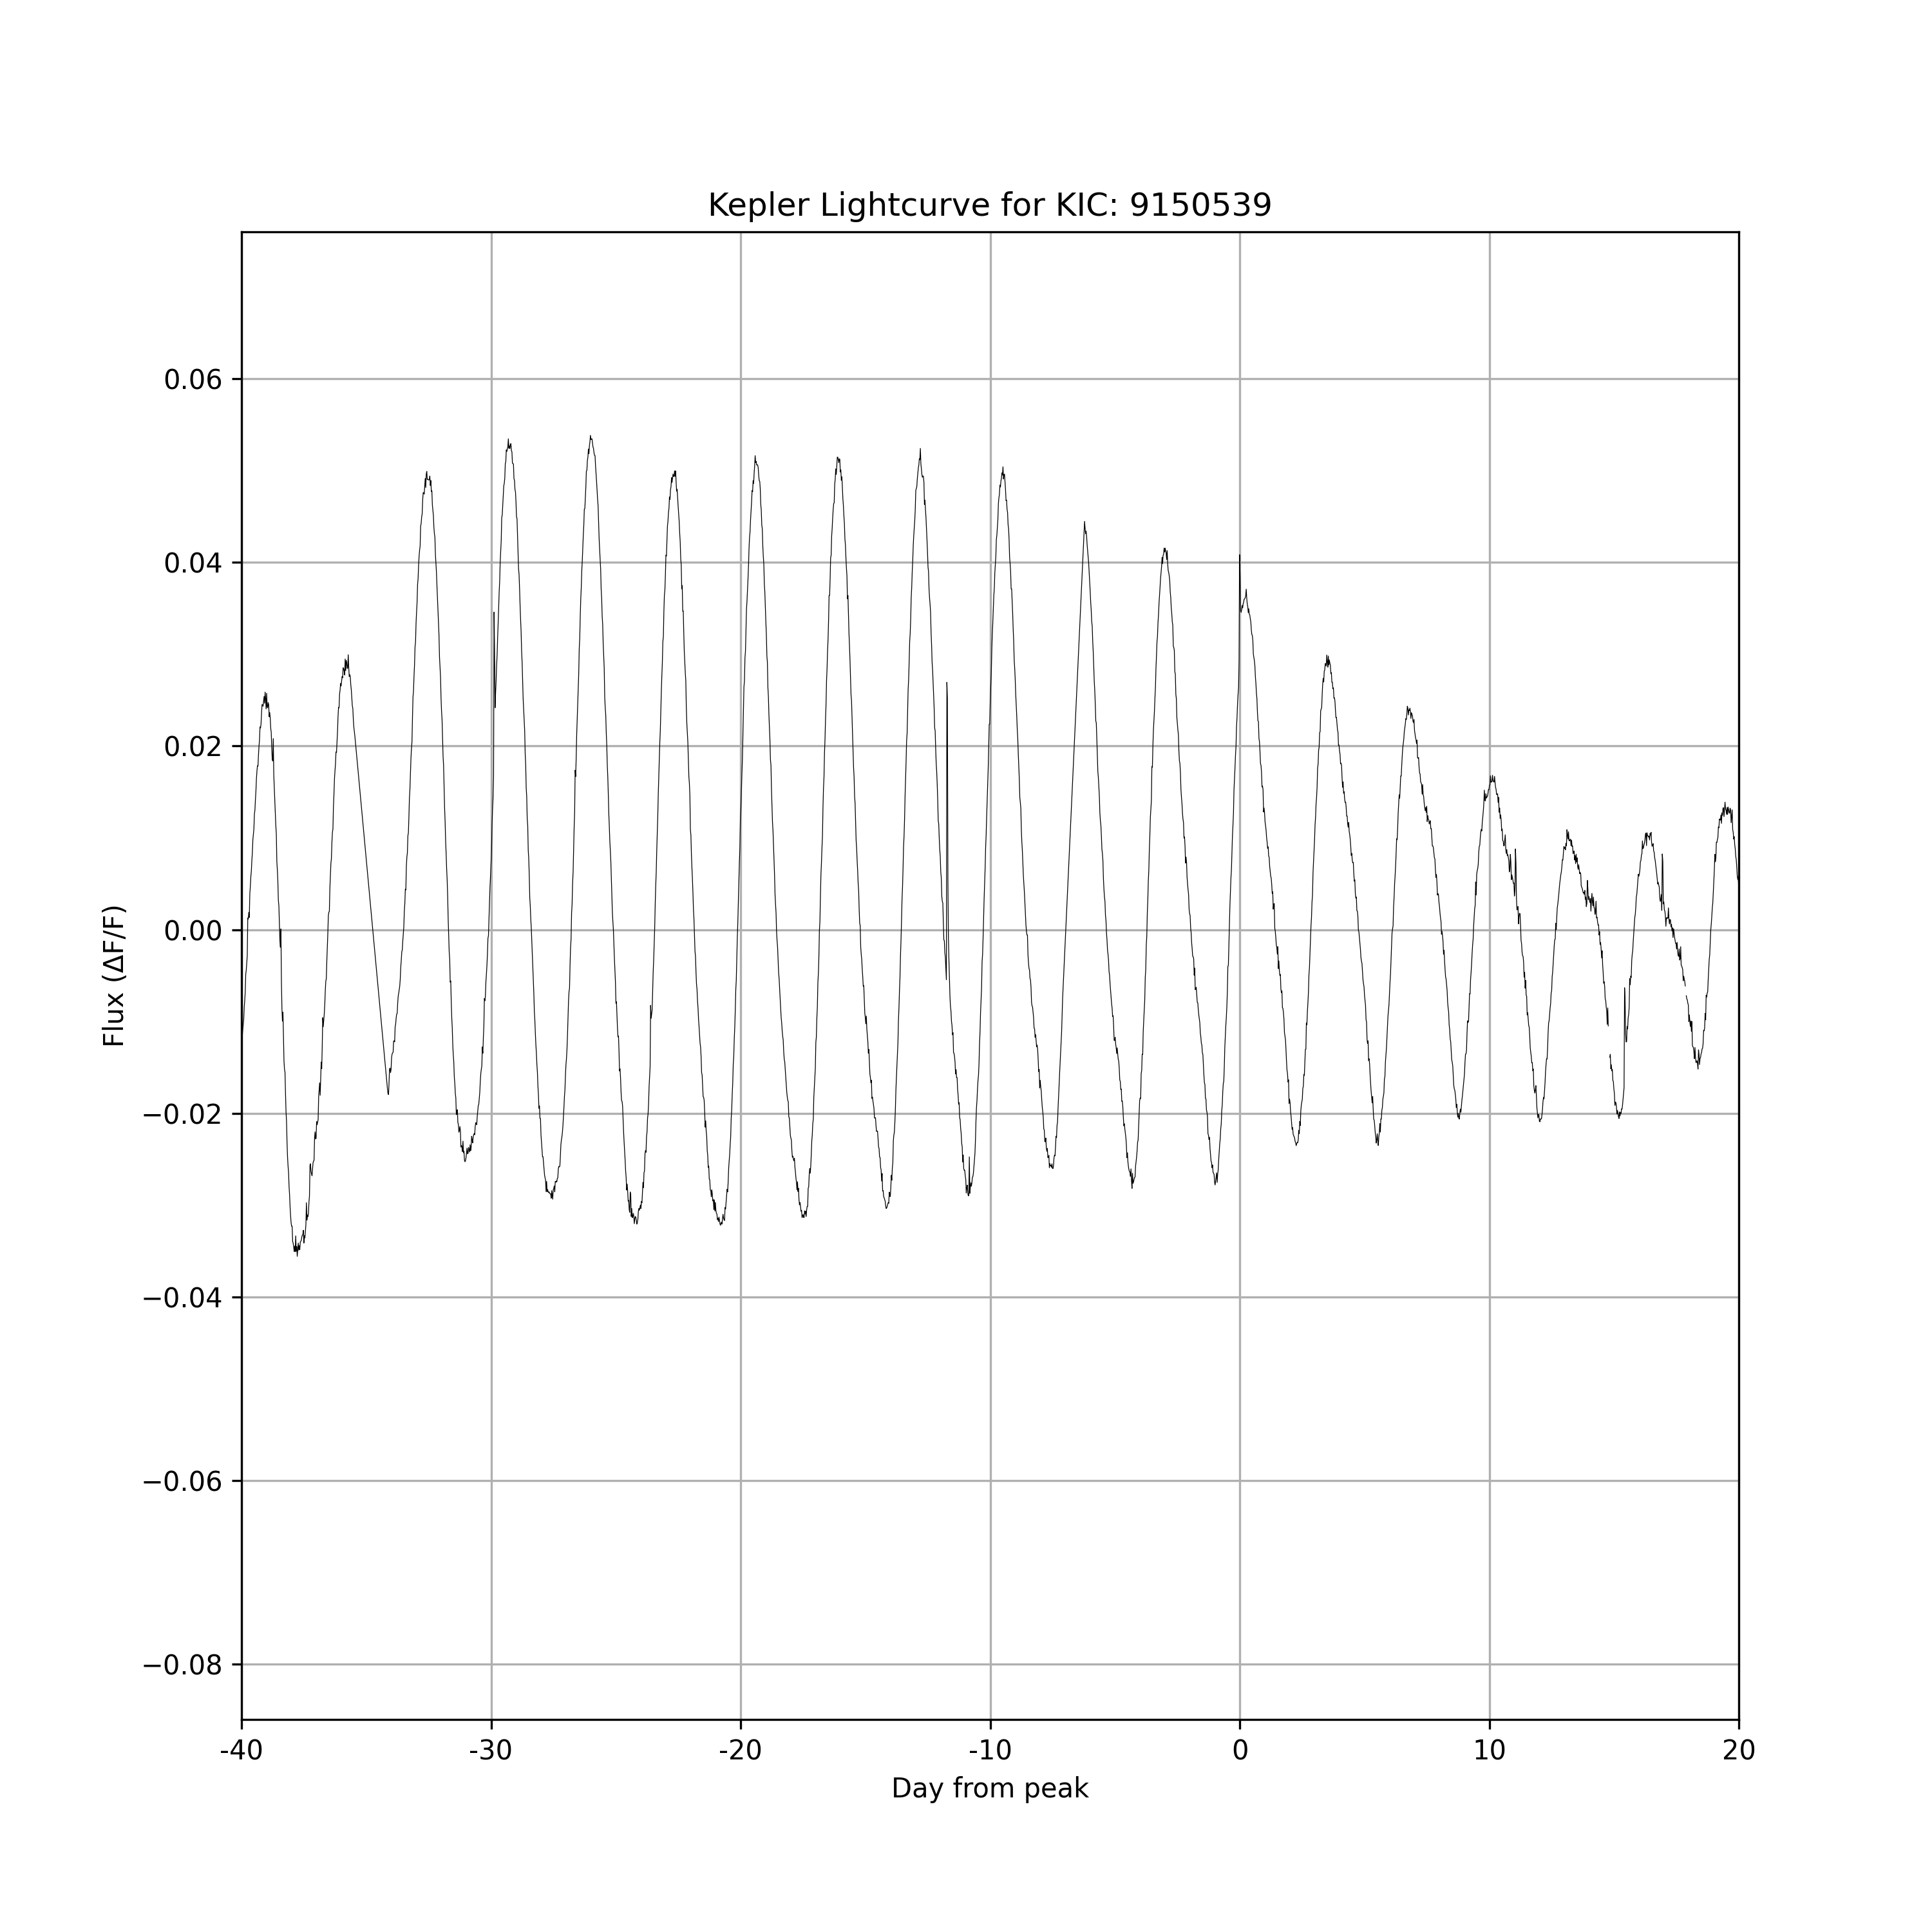 Kepler Lightcurve for KIC: 9150539
Flux (ΔF/F)
0.06
0.04
0.02
0.00
−0.02
−0.04
−0.06
−0.08
-40 -30 -20 -10 0 10 20
Day from peak